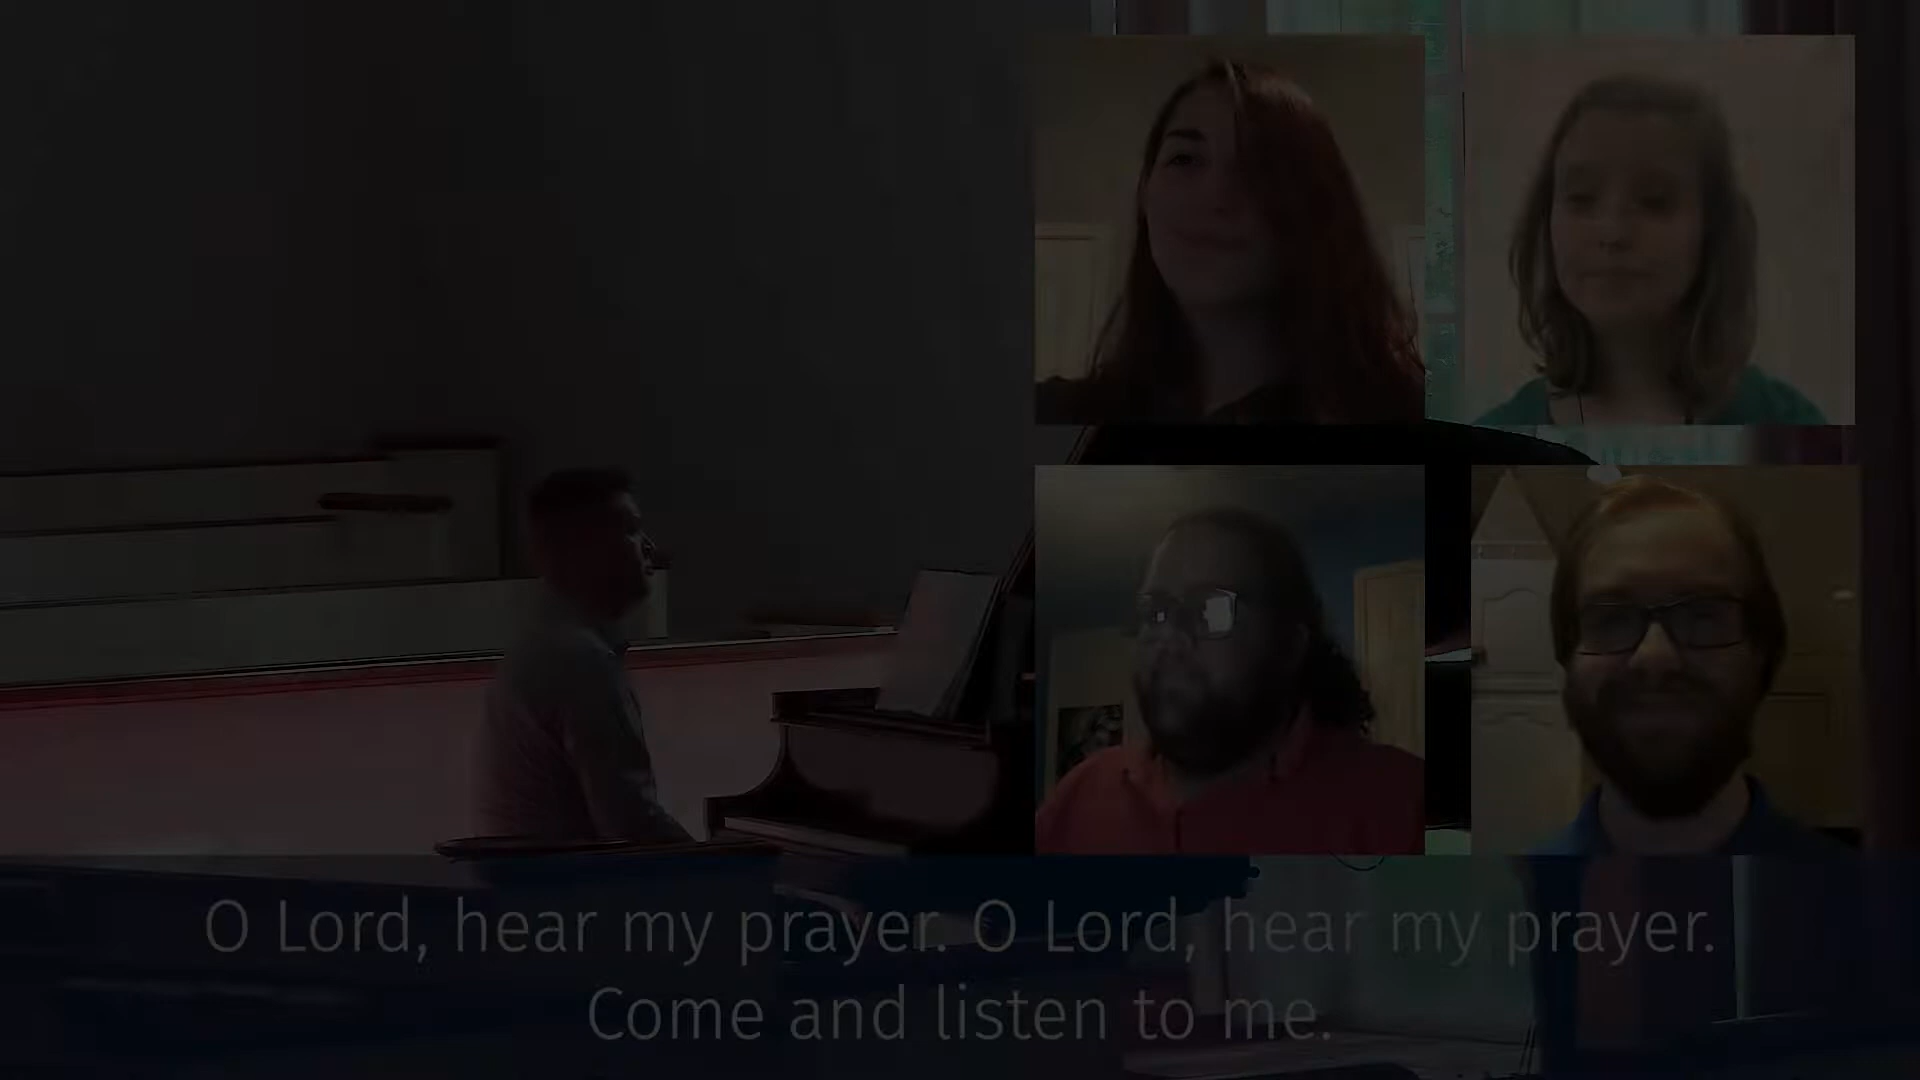 O Lord, hear my prayer. O Lord, hear my prayer.
Come and listen to me.